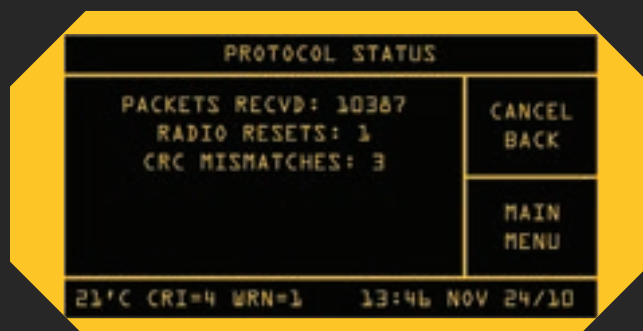 PROTOCOL STATUS
PACKETS RECVD: 10387
RADIO RESETS: 1
CRC MISMATCHES: 3
CANCEL
BACK
MAIN
MENU
21'C CRI=4 WRN=1 13:46 NOV 24/10